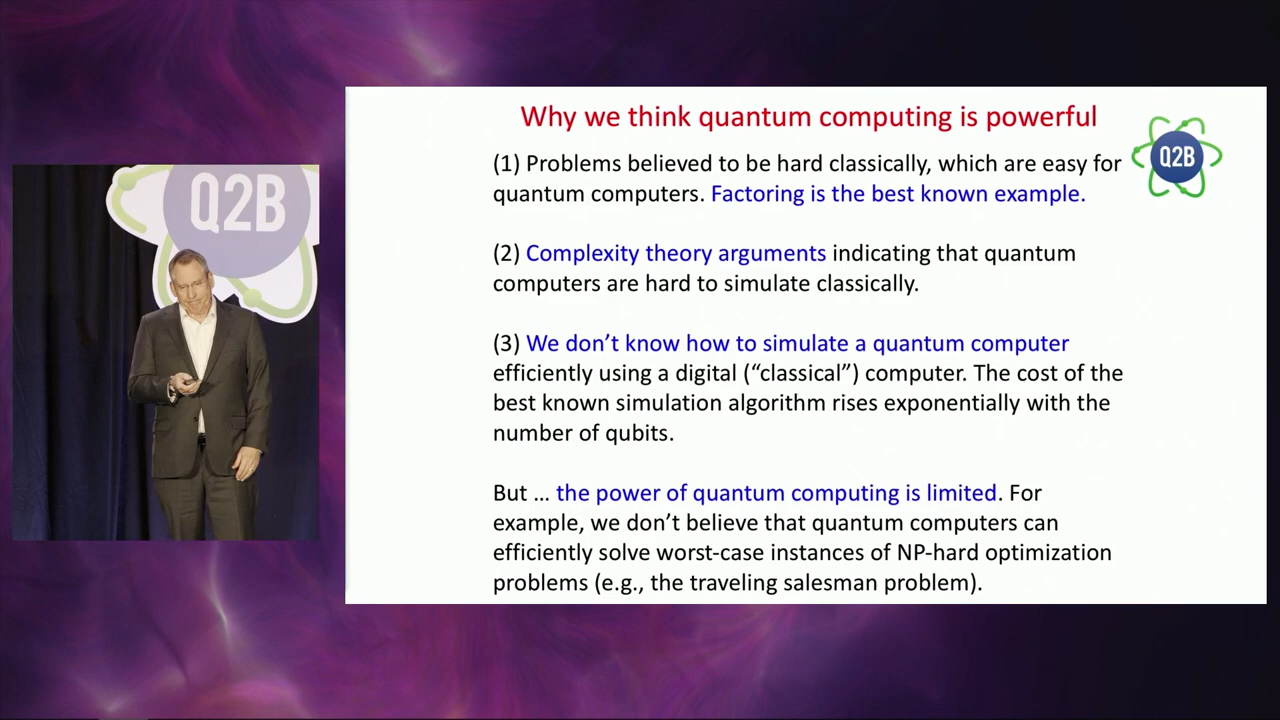 Q2B
Why we think quantum computing is powerful
Q2B
(1) Problems believed to be hard classically, which are easy for
quantum computers. Factoring is the best known example.
(2) Complexity theory arguments indicating that quantum
computers are hard to simulate classically.
(3) We don’t know how to simulate a quantum computer
efficiently using a digital (“classical”) computer. The cost of the
best known simulation algorithm rises exponentially with the
number of qubits.
But … the power of quantum computing is limited. For
example, we don’t believe that quantum computers can
efficiently solve worst-case instances of NP-hard optimization
problems (e.g., the traveling salesman problem).